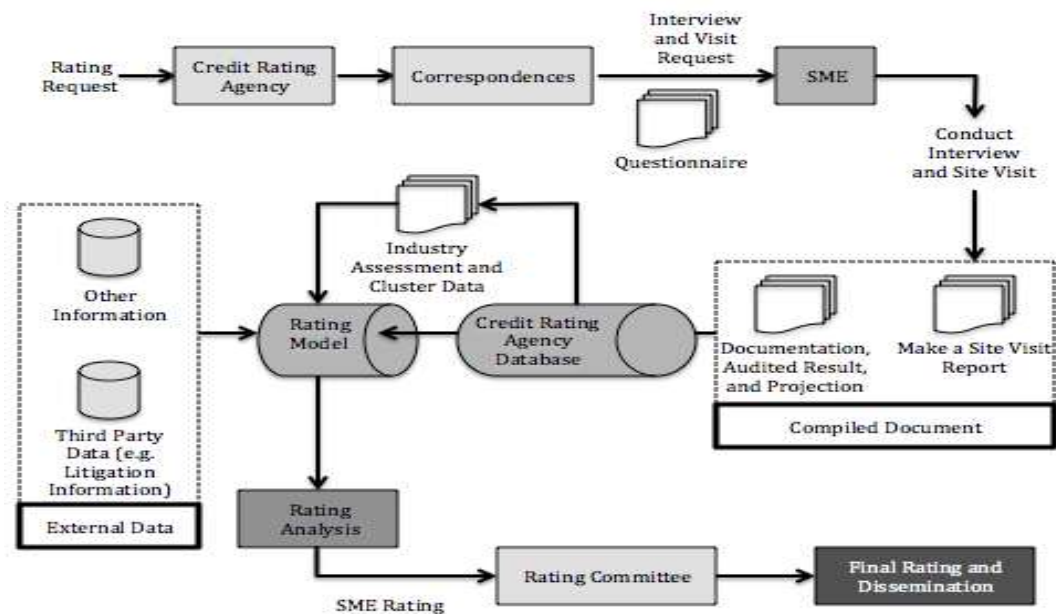 Interview
and Visit
Request
Rating
Request
Credit Rating
Agency
Correspondences
SME
Questionnaire
Conduct
Interview
and Site Visit
Industry
Assessment and
Cluster Data
Other
Information
Rating
Model
Credit Rating
Agency
Database
Documentation,
Audited Result,
and Projection
Make a Site Visit
Report
Compiled Document
Third Party
Data (e.g.
Litigation
Information)
External Data
Rating
Analysis
SME Rating
Rating Committee
Final Rating and
Dissemination